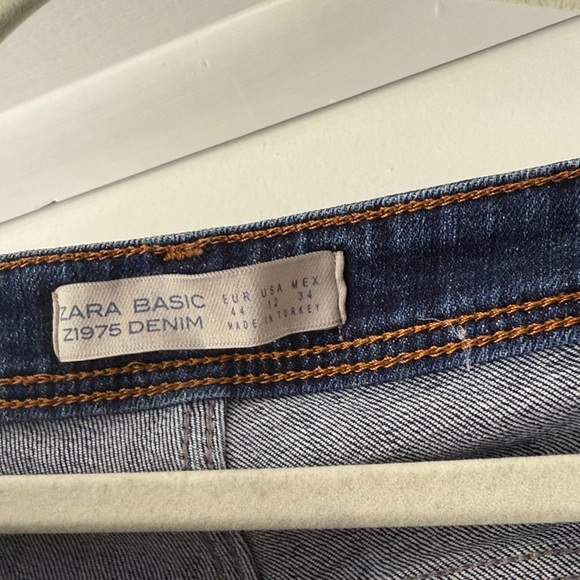 ZARA BASIC
Z1975 DENIM
EUR USA MEX
44 12 34
MADE IN TURKEY